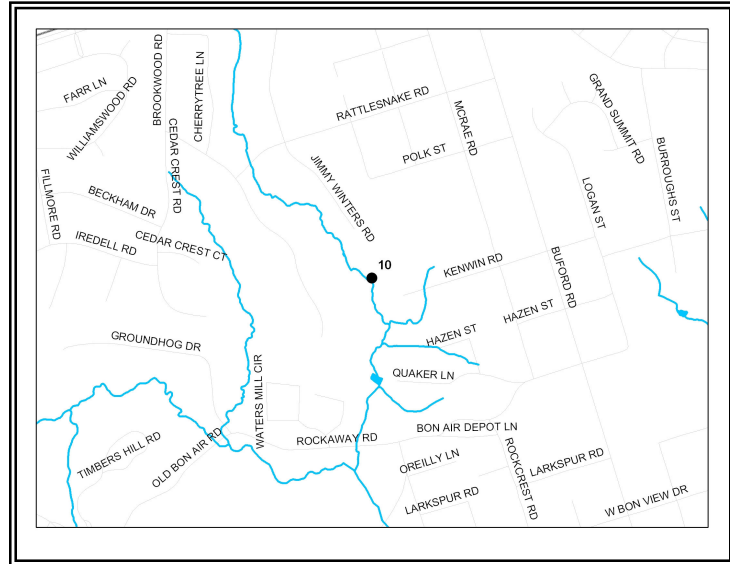 BROOKWOOD RD
CHERRYTREE LN
FARR LN
WILLIAMSWOOD RD
RATTLESNAKE RD
MCRAE RD
GRAND SUMMIT RD
CEDAR CREST RD
POLK ST
BURROUGHS ST
JIMMY WINTERS RD
FILLMORE RD
BECKHAM DR
LOGAN ST
IREDELL RD
CEDAR CREST CT
10
KENWIN RD
BUFORD RD
HAZEN ST
HAZEN ST
GROUNDHOG DR
WATERS MILL CIR
QUAKER LN
TIMBERS HILL RD
OLD BON AIR RD
ROCKAWAY RD
BON AIR DEPOT LN
OREILLY LN
ROCKCREST RD
LARKSPUR RD
LARKSPUR RD
W BON VIEW DR